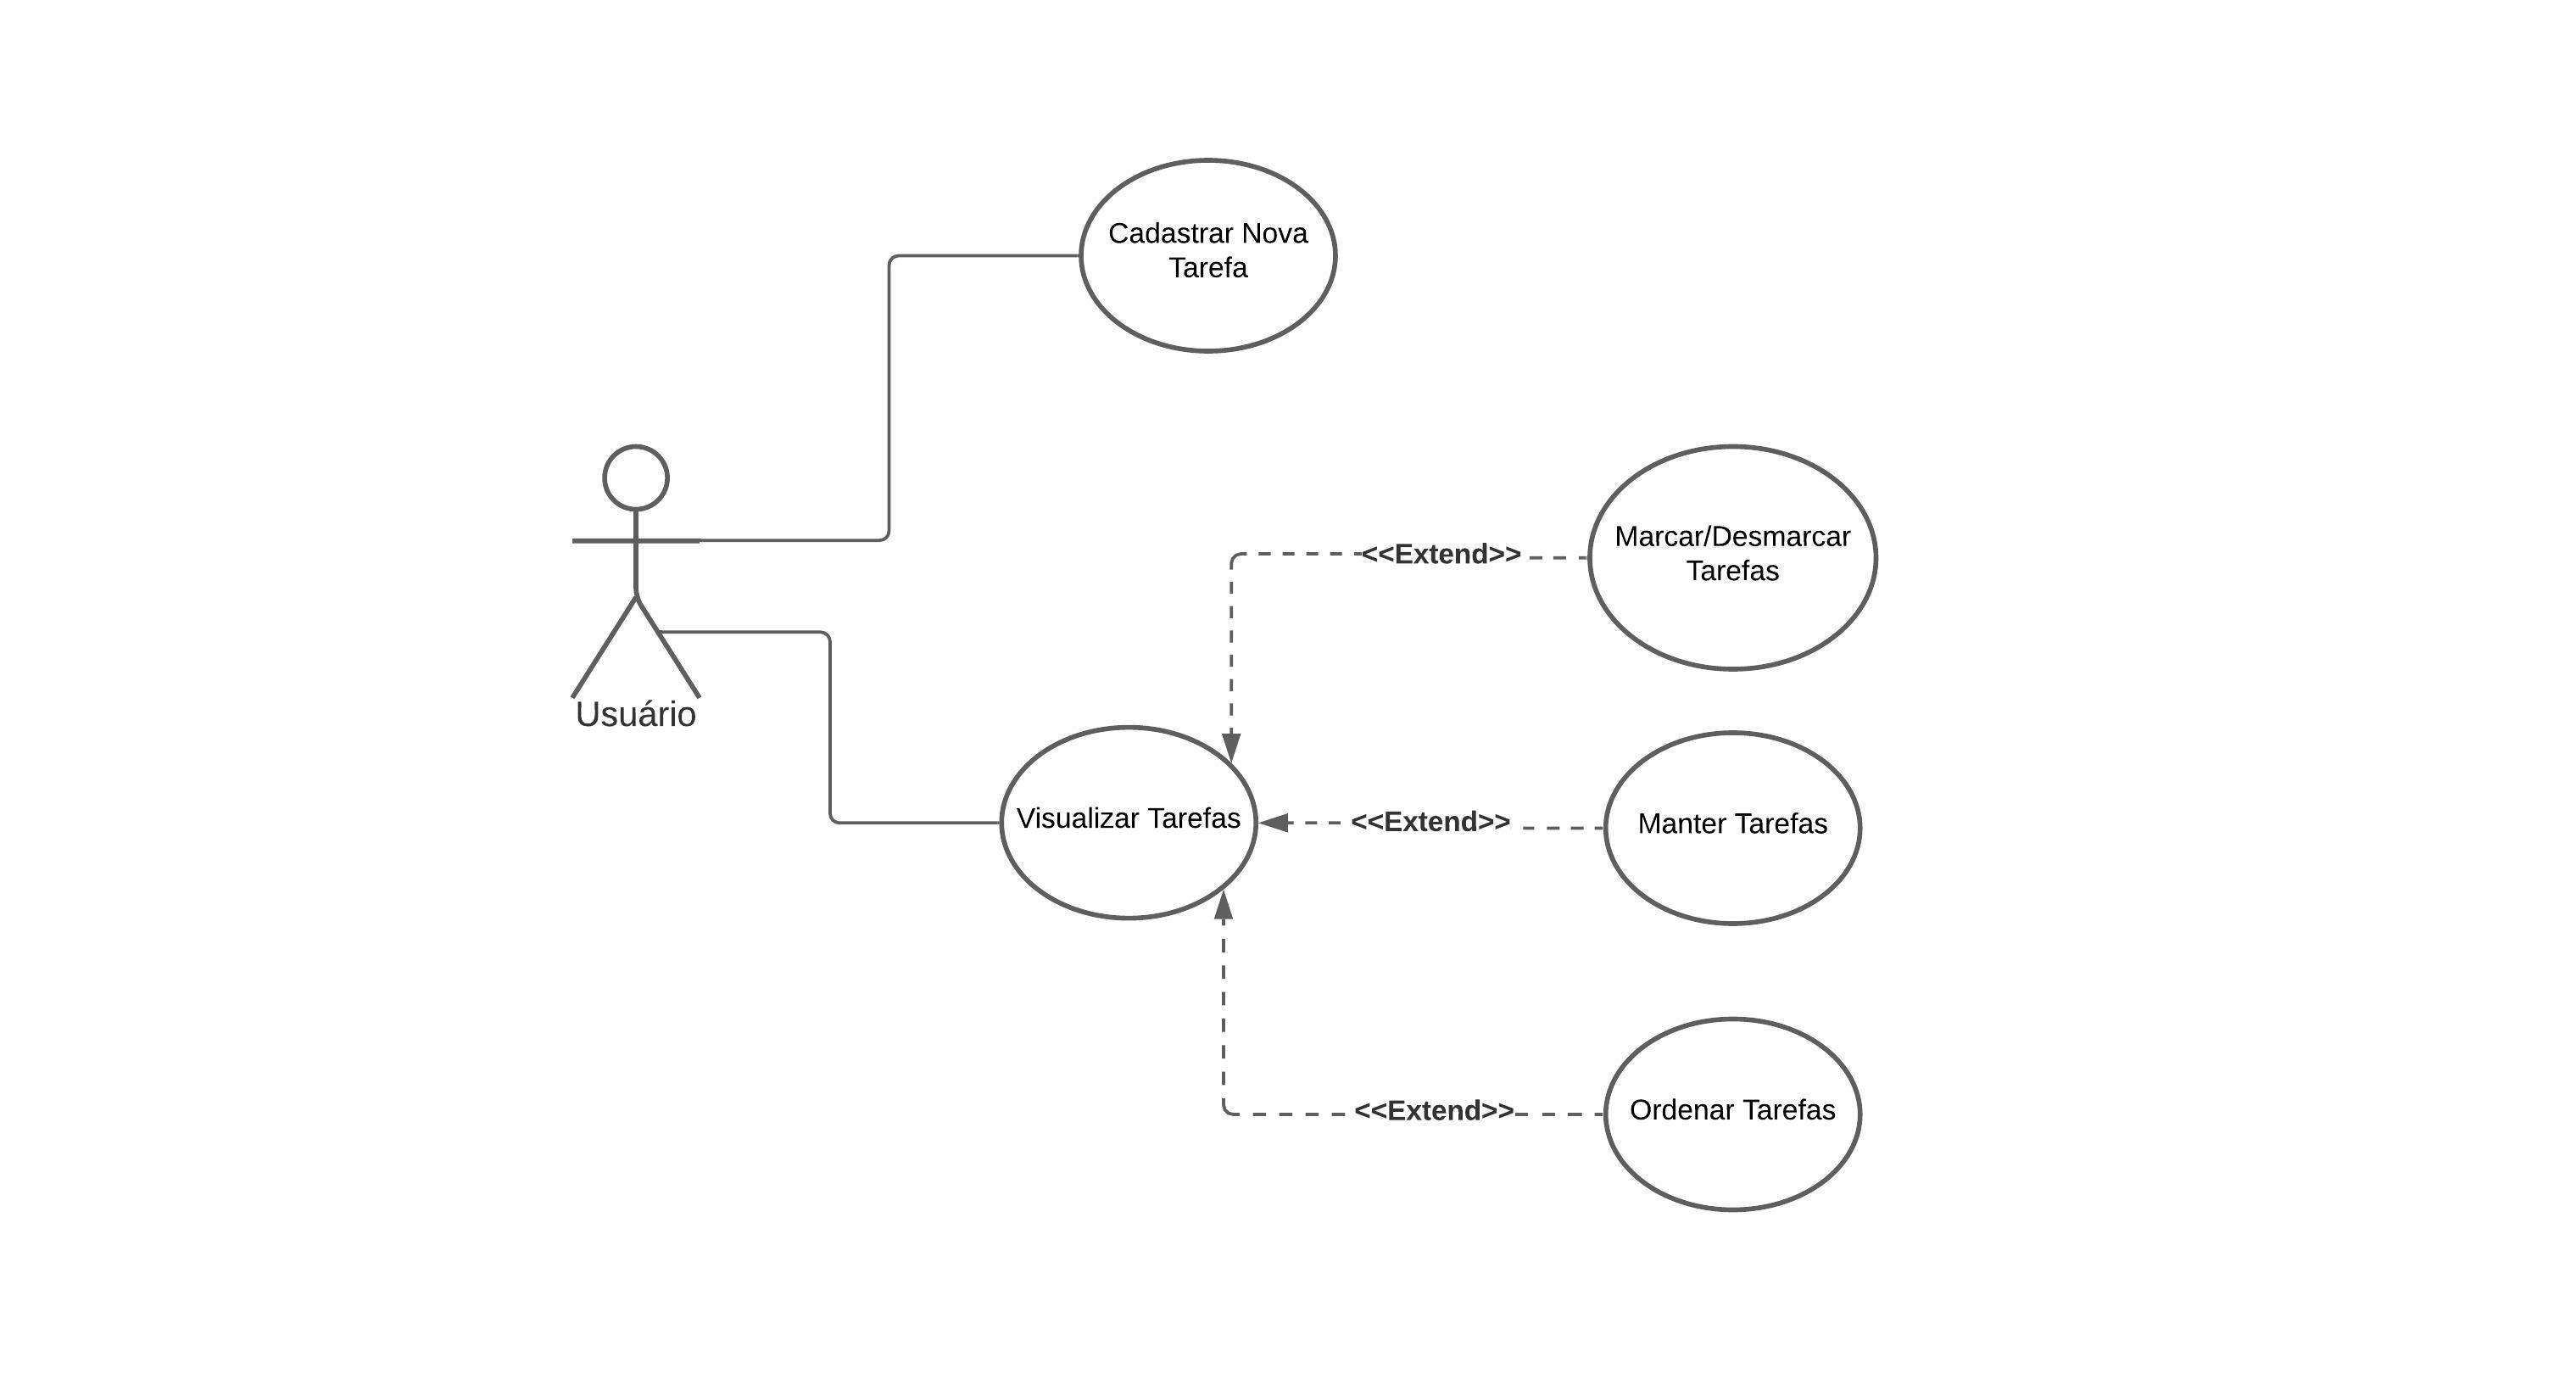 Cadastrar Nova
Tarefa
Usuário
<<Extend>>
Marcar/Desmarcar
Tarefas
Visualizar Tarefas
<<Extend>>
Manter Tarefas
<<Extend>>
Ordenar Tarefas